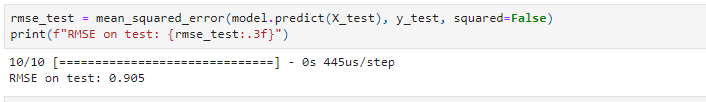 rmse_test = mean_squared_error(model.predict(X_test), y_test, squared=False)
print(f"RMSE on test: {rmse_test:.3f}")
10/10 [==============================] - 0s 445us/step
RMSE on test: 0.905